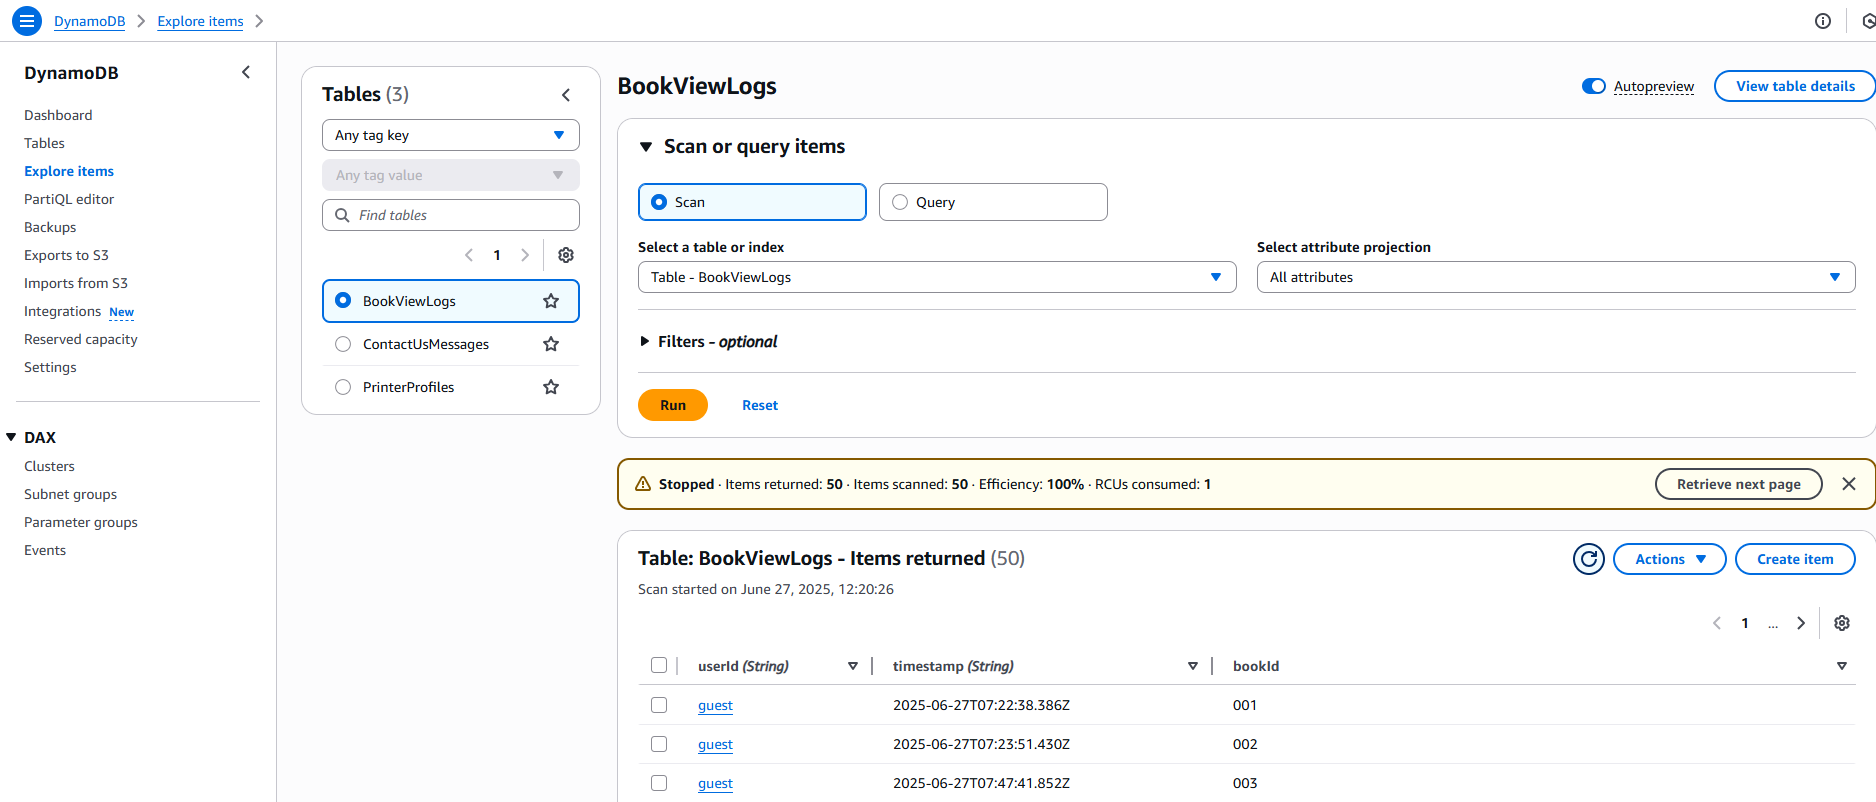 DynamoDB
Explore items
DynamoDB
Dashboard
Tables
Explore items
PartiQL editor
Backups
Exports to S3
Imports from S3
Integrations New
Reserved capacity
Settings
DAX
Clusters
Subnet groups
Parameter groups
Events
Tables (3)
Any tag key
Any tag value
Find tables
1
BookViewLogs
ContactUsMessages
PrinterProfiles
BookViewLogs
Autopreview
View table details
Scan or query items
Scan
Query
Select a table or index
Select attribute projection
Table - BookViewLogs
All attributes
Filters - optional
Run
Reset
Stopped · Items returned: 50 · Items scanned: 50 · Efficiency: 100% · RCUs consumed: 1
Retrieve next page
Table: BookViewLogs - Items returned (50)
Actions
Create item
Scan started on June 27, 2025, 12:20:26
1 ...
userId (String) timestamp (String) bookId
guest 2025-06-27T07:22:38.386Z 001
guest 2025-06-27T07:23:51.430Z 002
guest 2025-06-27T07:47:41.852Z 003